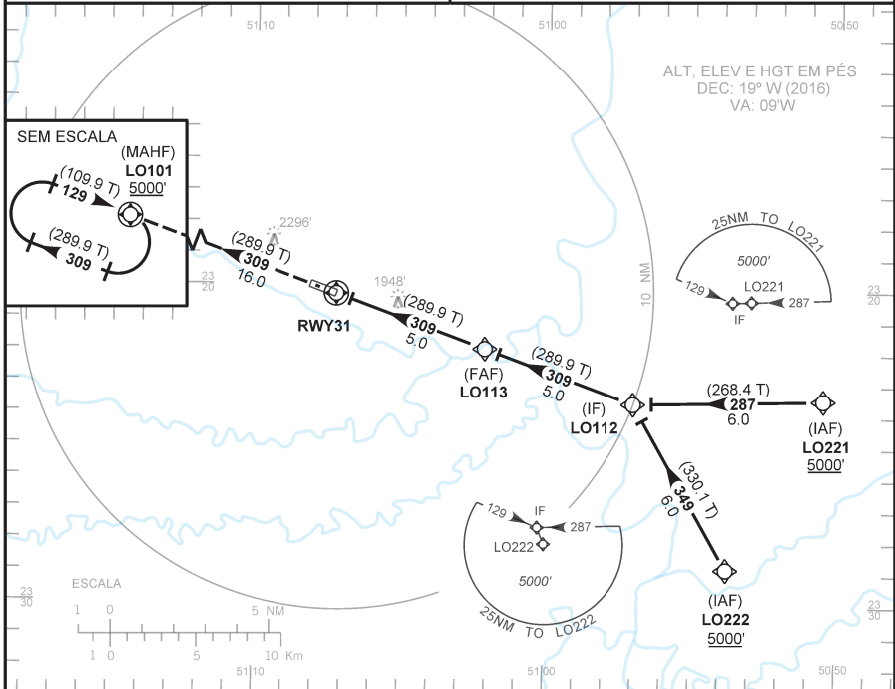 51/10
51/00
50/50
ALT, ELEV E HGT EM PÉS
DEC: 19º W (2016)
VA: 09'W
SEM ESCALA
(MAHF)
LO101
5000'
(109.9 T)
129
(289.9 T)
309
2296'
(289.9 T)
309
16.0
23
20
RWY31
1948'
(289.9 T)
309
5.0
(FAF)
LO113
(289.9 T)
309
5.0
(IF)
LO112
10 NM
25NM TO LO221
5000'
LO221
129
287
IF
23
20
(268.4 T)
287
6.0
(IAF)
LO221
5000'
(330.1 T)
349
6.0
(IAF)
LO222
5000'
129
IF
287
LO222
5000'
25NM TO LO222
ESCALA
1 0 5 NM
1 0 5 10 Km
23
30
23
30
51/10
51/00
50/50